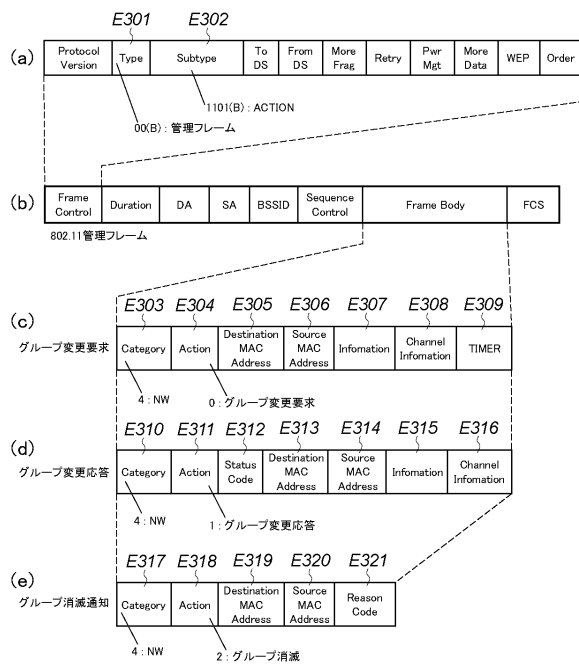 E301 E302
(a) Protocol Version Type Subtype To DS From DS More Frag Retry Pwr Mgt More Data WEP Order
1101(B) : ACTION
00(B) : 管理フレーム
(b) Frame Control Duration DA SA BSSID Sequence Control Frame Body FCS
802.11管理フレーム
E303 E304 E305 E306 E307 E308 E309
(c) グループ変更要求 Category Action Destination MAC Address Source MAC Address Infomation Channel Infomation TIMER
4 : NW 0 : グループ変更要求
E310 E311 E312 E313 E314 E315 E316
(d) グループ変更応答 Category Action Status Code Destination MAC Address Source MAC Address Infomation Channel Infomation
4 : NW 1 : グループ変更応答
E317 E318 E319 E320 E321
(e) グループ消滅通知 Category Action Destination MAC Address Source MAC Address Reason Code
4 : NW 2 : グループ消滅